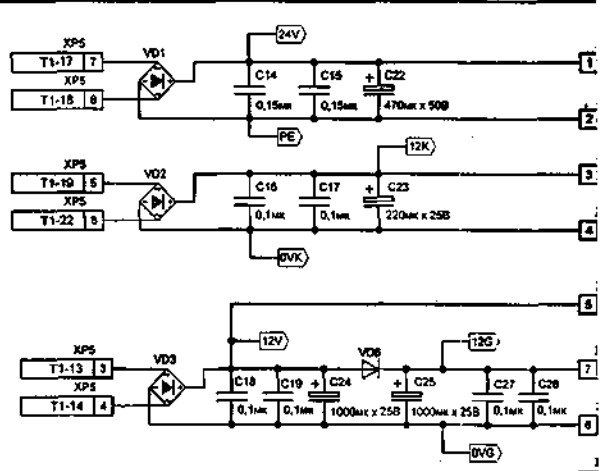 24V
XP5
VD1
T1-17 7
C14
C15
C22
1
XP5
T1-18 8
0,15мк
0,15мк
+
470мк x 50В
2
PE
12K
XP5
VD2
T1-19 5
C16
C17
C23
3
XP5
T1-22
0,1мк
0,1мк
+
220мк x 25В
4
0VK
5
12V
XP5
VD3
VD6
12G
T1-13 3
C18
C19
C24
C25
C27
7
XP5
T1-14 4
0,1мк
0,1мк
+
1000мк x 25В
+
1000мк x 25В
0,1мк
0,1мк
6
0VG